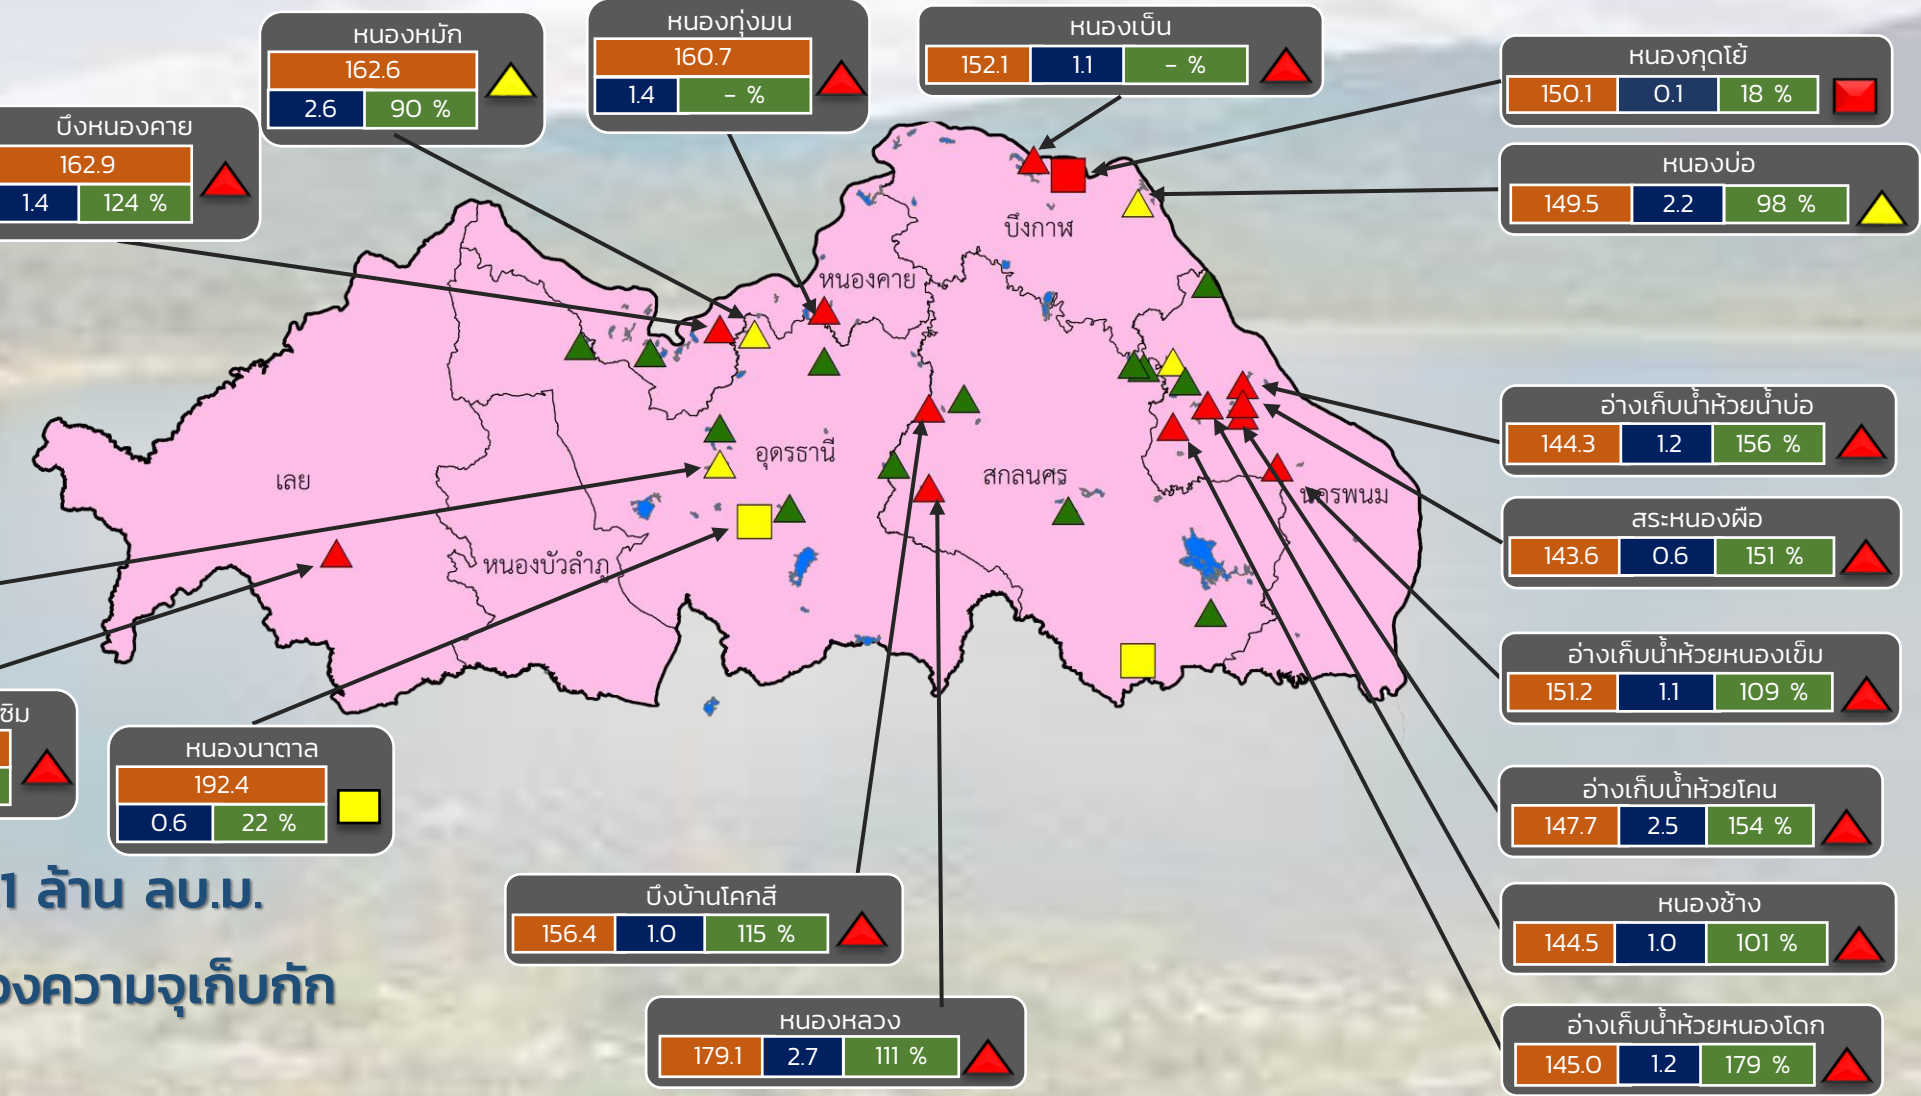 หนองหมัก
162.6
2.6 90 %
หนองทุ่งมน
160.7
1.4 - %
หนองเบ็น
152.1 1.1 - %
หนองกุดโย้
150.1 0.1 18 %
บึงหนองคาย
162.9
1.4 124 %
หนองบ่อ
149.5 2.2 98 %
บึงกาฬ
หนองคาย
อุดรธานี
เลย
สกลนคร
นครพนม
หนองบัวลำภู
อ่างเก็บน้ำห้วยน้ำบ่อ
144.3 1.2 156 %
สระหนองผือ
143.6 0.6 151 %
อ่างเก็บน้ำห้วยหนองเข็ม
151.2 1.1 109 %
ซิม
หนองนาตาล
192.4
0.6 22 %
อ่างเก็บน้ำห้วยโคน
147.7 2.5 154 %
1 ล้าน ลบ.ม.
บึงบ้านโคกสี
156.4 1.0 115 %
หนองช้าง
144.5 1.0 101 %
องความจุเก็บกัก
หนองหลวง
179.1 2.7 111 %
อ่างเก็บน้ำห้วยหนองโดก
145.0 1.2 179 %